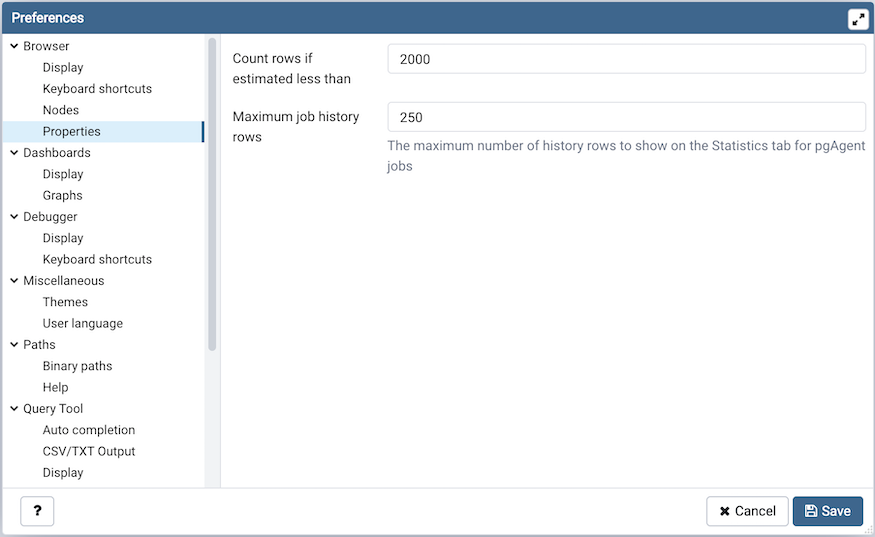 Preferences
Browser
Display
Keyboard shortcuts
Nodes
Properties
Dashboards
Display
Graphs
Debugger
Display
Keyboard shortcuts
Miscellaneous
Themes
User language
Paths
Binary paths
Help
Query Tool
Auto completion
CSV/TXT Output
Display
Count rows if
estimated less than
2000
Maximum job history
rows
250
The maximum number of history rows to show on the Statistics tab for pgAgent
jobs
?
Cancel
Save